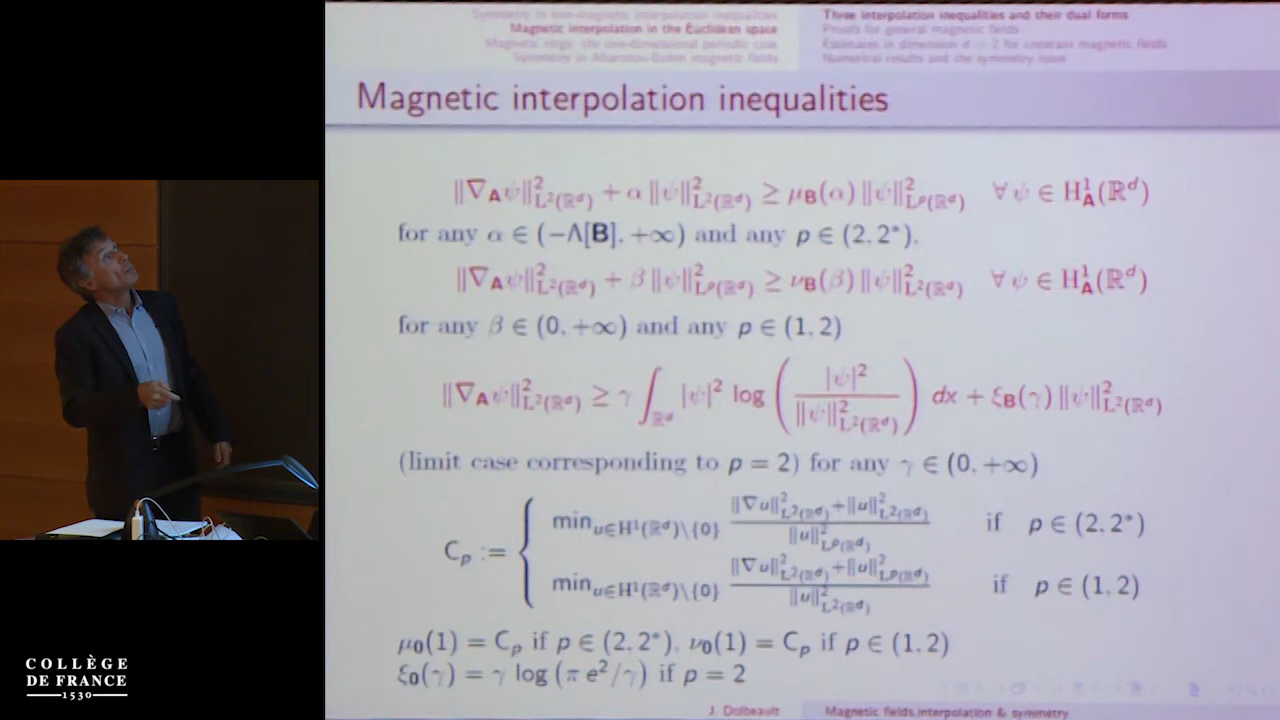 Symmetry in non-magnetic interpolation inequalities
Magnetic interpolation in the Euclidean space
Magnetic rings: the one-dimensional periodic case
Symmetry in Aharonov-Bohm magnetic fields
Three interpolation inequalities and their dual forms
Proofs for general magnetic fields
Estimates in dimension d = 2 for constant magnetic fields
Numerical results and the symmetry issue
Magnetic interpolation inequalities
‖∇_A ψ‖²_{L²(ℝ^d)} + α ‖ψ‖²_{L²(ℝ^d)} ≥ μ_B(α) ‖ψ‖²_{L^p(ℝ^d)} ∀ ψ ∈ H¹_A(ℝ^d)
for any α ∈ (−Λ[B], +∞) and any p ∈ (2, 2*),
‖∇_A ψ‖²_{L²(ℝ^d)} + β ‖ψ‖²_{L^p(ℝ^d)} ≥ ν_B(β) ‖ψ‖²_{L²(ℝ^d)} ∀ ψ ∈ H¹_A(ℝ^d)
for any β ∈ (0, +∞) and any p ∈ (1, 2)
‖∇_A ψ‖²_{L²(ℝ^d)} ≥ γ ∫_{ℝ^d} |ψ|² log (|ψ|² / ‖ψ‖²_{L²(ℝ^d)}) dx + ξ_B(γ) ‖ψ‖²_{L²(ℝ^d)}
(limit case corresponding to p = 2) for any γ ∈ (0, +∞)
C_p := { min_{u∈H¹(ℝ^d)\{0}} (‖∇u‖²_{L²(ℝ^d)} + ‖u‖²_{L²(ℝ^d)}) / ‖u‖²_{L^p(ℝ^d)} if p ∈ (2, 2*)
min_{u∈H¹(ℝ^d)\{0}} (‖∇u‖²_{L²(ℝ^d)} + ‖u‖²_{L^p(ℝ^d)}) / ‖u‖²_{L²(ℝ^d)} if p ∈ (1, 2)
μ_0(1) = C_p if p ∈ (2, 2*), ν_0(1) = C_p if p ∈ (1, 2)
ξ_0(γ) = γ log (π e²/γ) if p = 2
J. Dolbeault
Magnetic fields, interpolation & symmetry
COLLÈGE
DE FRANCE
1530